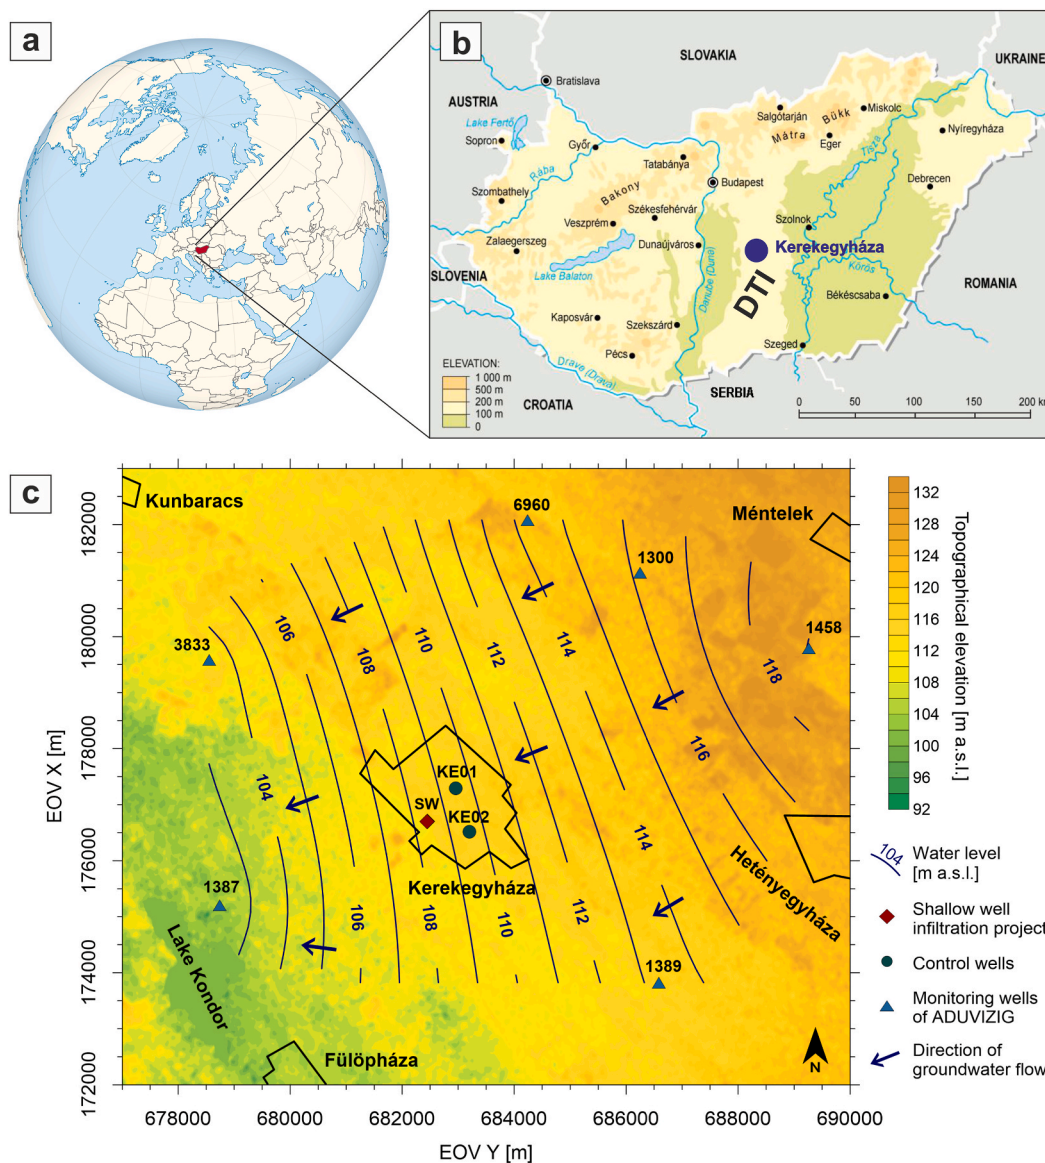 a
b
SLOVAKIA
UKRAINE
Bratislava
AUSTRIA
Lake Fertő
Sopron
Győr
Salgótarján
Bükk
Miskolc
Mátra
Eger
Nyíregyháza
Tisza
Tatabánya
Rába
Budapest
Debrecen
Szombathely
Bakony
Székesfehérvár
Veszprém
Szolnok
Zalaegerszeg
Dunaújváros
Kerekegyháza
SLOVENIA
Lake Balaton
Danube (Duna)
DTI
Körös
ROMANIA
Békéscsaba
Kaposvár
Szekszárd
Szeged
Pécs
Dráve (Drava)
ELEVATION:
1 000 m
500 m
200 m
100 m
0
CROATIA
SERBIA
0 50 100 150 200 km
c
Kunbaracs
6960
Méntelek
1300
1458
3833
106
108
110
112
114
118
116
104
KE01
SW
KE02
Kerekegyháza
114
Hetényegyháza
1387
106
108
110
112
1389
Lake Kondor
Fülöpháza
N
182000
180000
178000
176000
174000
172000
EOV X [m]
678000 680000 682000 684000 686000 688000 690000
EOV Y [m]
132
128
124
120
116
112
108
104
100
96
92
Topographical elevation [m a.s.l.]
104
Water level
[m a.s.l.]
Shallow well
infiltration project
Control wells
Monitoring wells
of ADUVIZIG
Direction of
groundwater flow